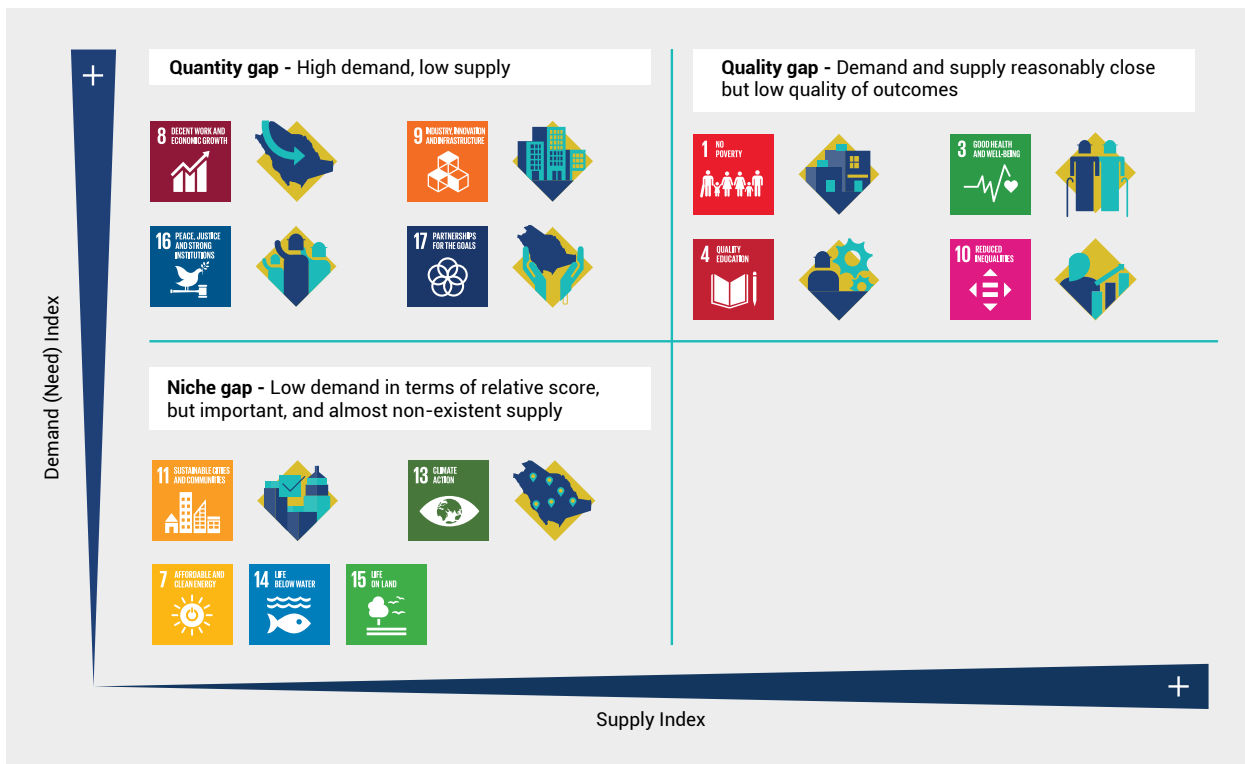 +
Quantity gap - High demand, low supply
8 DECENT WORK AND
ECONOMIC GROWTH
9 INDUSTRY, INNOVATION
AND INFRASTRUCTURE
16 PEACE, JUSTICE
AND STRONG
INSTITUTIONS
17 PARTNERSHIPS
FOR THE GOALS
Quality gap - Demand and supply reasonably close
but low quality of outcomes
1 NO
POVERTY
3 GOOD HEALTH
AND WELL-BEING
4 QUALITY
EDUCATION
10 REDUCED
INEQUALITIES
Demand (Need) Index
Niche gap - Low demand in terms of relative score,
but important, and almost non-existent supply
11 SUSTAINABLE CITIES
AND COMMUNITIES
13 CLIMATE
ACTION
7 AFFORDABLE AND
CLEAN ENERGY
14 LIFE
BELOW WATER
15 LIFE
ON LAND
+
Supply Index